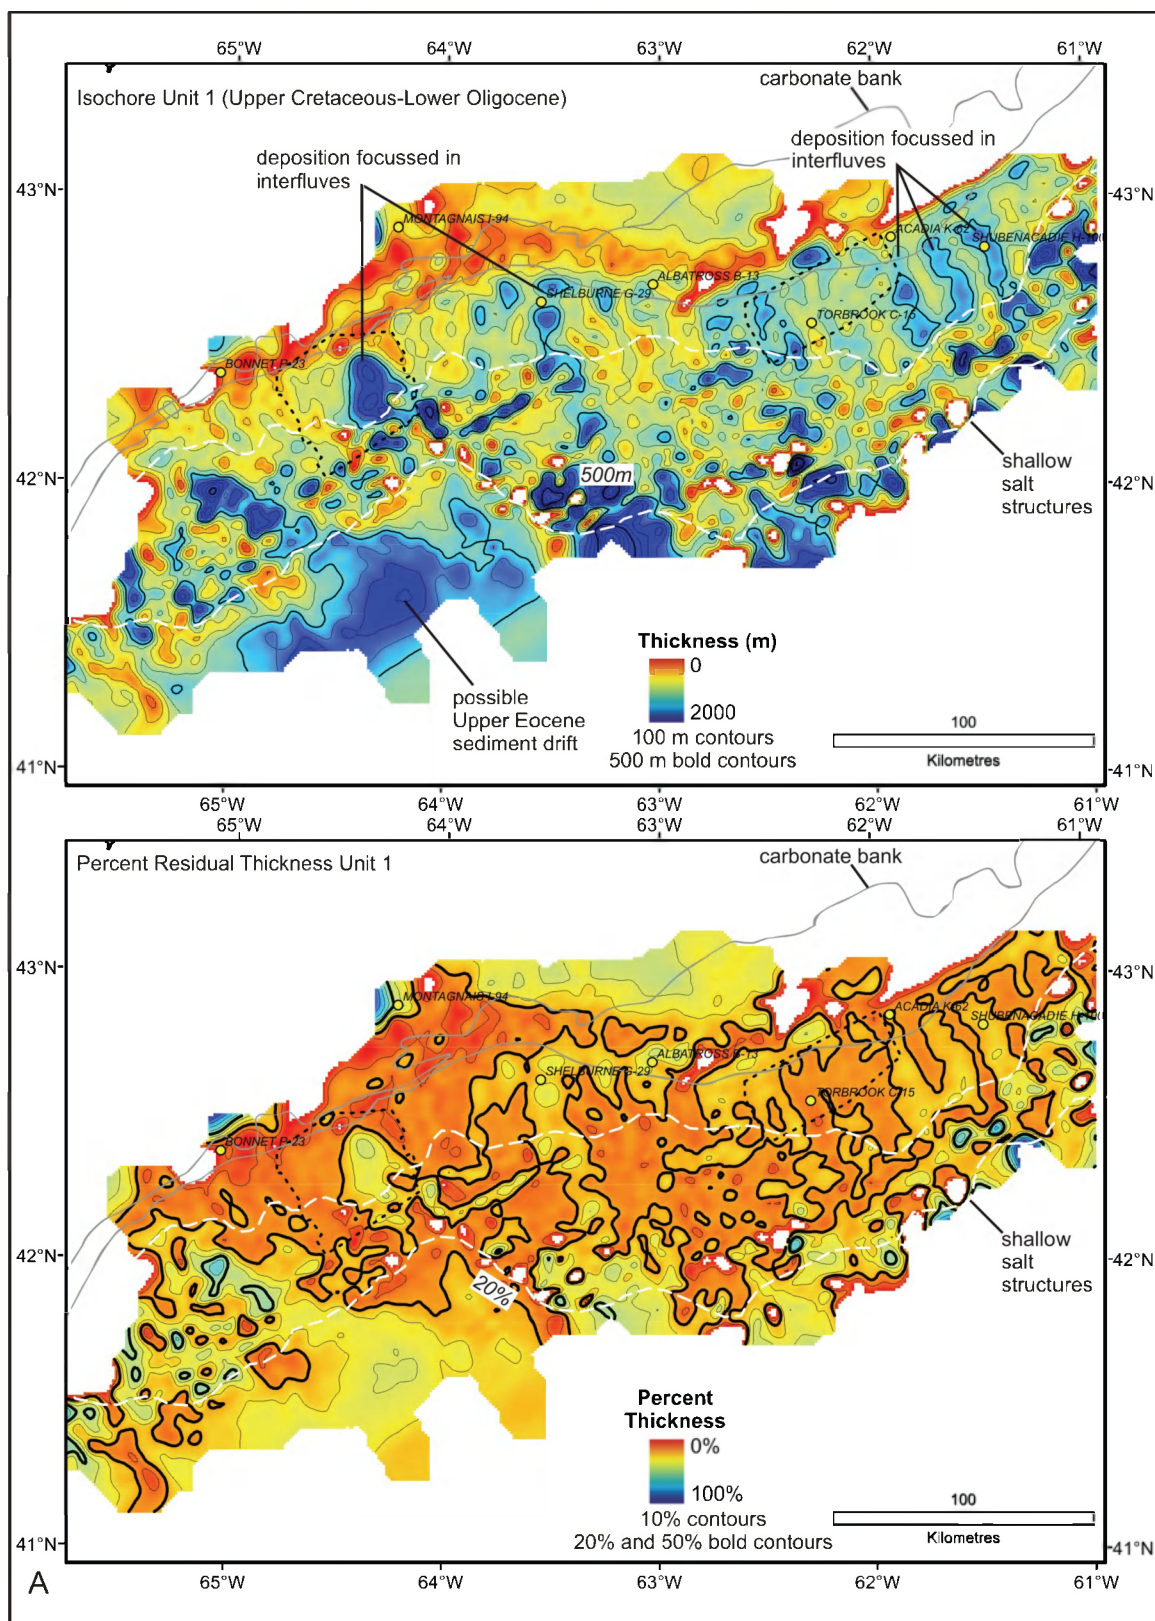 65°W 64°W 63°W 62°W 61°W
carbonate bank
Isochore Unit 1 (Upper Cretaceous-Lower Oligocene)
deposition focussed in
interfluves
deposition focussed in
interfluves
43°N
43°N
MONTAGNAIS I-94
ACADIA K-62
SHUBENACADIE H-100
ALBATROSS B-13
SHELBURNE G-29
TORBROOK C-15
BONNET P-23
42°N
500m
42°N
shallow
salt
structures
possible
Upper Eocene
sediment drift
Thickness (m)
0
2000
100 m contours
500 m bold contours
100
Kilometres
41°N
41°N
65°W 64°W 63°W 62°W 61°W
65°W 64°W 63°W 62°W 61°W
Percent Residual Thickness Unit 1
carbonate bank
43°N
43°N
MONTAGNAIS I-94
ACADIA K-62
SHUBENACADIE H-100
ALBATROSS B-13
SHELBURNE G-29
TORBROOK C-15
BONNET P-23
42°N
42°N
20%
shallow
salt
structures
Percent
Thickness
0%
100%
10% contours
20% and 50% bold contours
100
Kilometres
41°N
41°N
A
65°W 64°W 63°W 62°W 61°W